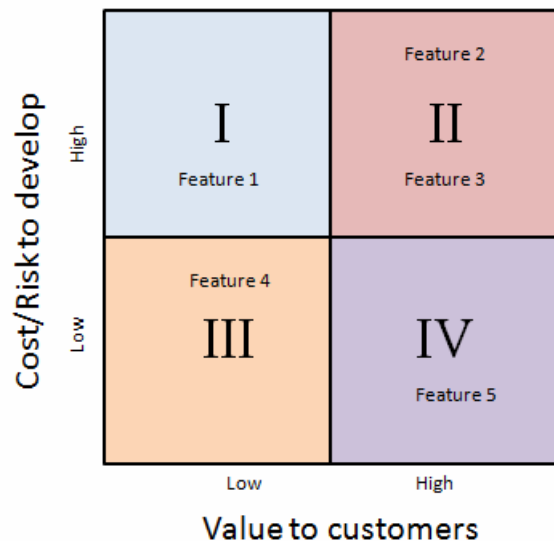 Feature 2
I
II
Feature 1
Feature 3
High
Cost/Risk to develop
Feature 4
III
IV
Low
Feature 5
Low
High
Value to customers